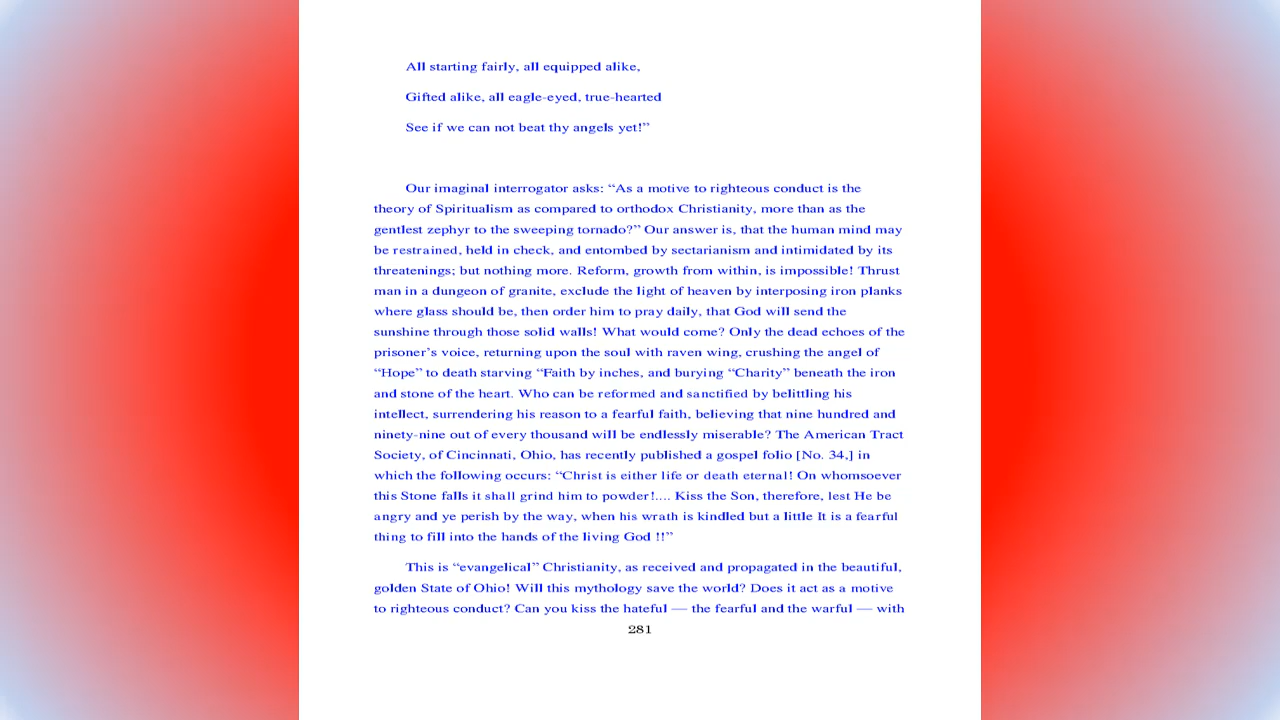 All starting fairly, all equipped alike,
Gifted alike, all eagle-eyed, true-hearted
See if we can not beat thy angels yet!”
Our imaginal interrogator asks: “As a motive to righteous conduct is the
theory of Spiritualism as compared to orthodox Christianity, more than as the
gentlest zephyr to the sweeping tornado?” Our answer is, that the human mind may
be restrained, held in check, and entombed by sectarianism and intimidated by its
threatenings; but nothing more. Reform, growth from within, is impossible! Thrust
man in a dungeon of granite, exclude the light of heaven by interposing iron planks
where glass should be, then order him to pray daily, that God will send the
sunshine through those solid walls! What would come? Only the dead echoes of the
prisoner’s voice, returning upon the soul with raven wing, crushing the angel of
“Hope” to death starving “Faith by inches, and burying “Charity” beneath the iron
and stone of the heart. Who can be reformed and sanctified by belittling his
intellect, surrendering his reason to a fearful faith, believing that nine hundred and
ninety-nine out of every thousand will be endlessly miserable? The American Tract
Society, of Cincinnati, Ohio, has recently published a gospel folio [No. 34,] in
which the following occurs: “Christ is either life or death eternal! On whomsoever
this Stone falls it shall grind him to powder!.... Kiss the Son, therefore, lest He be
angry and ye perish by the way, when his wrath is kindled but a little It is a fearful
thing to fill into the hands of the living God !!”
This is “evangelical” Christianity, as received and propagated in the beautiful,
golden State of Ohio! Will this mythology save the world? Does it act as a motive
to righteous conduct? Can you kiss the hateful — the fearful and the warful — with
281